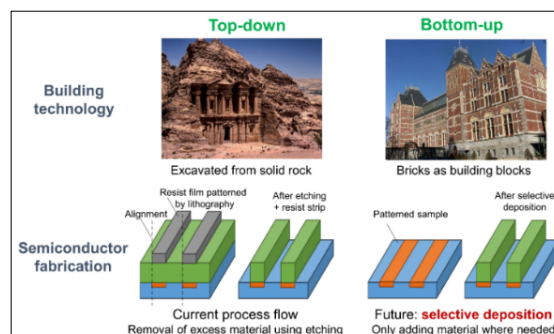 Top-down
Bottom-up
Building
technology
Excavated from solid rock
Bricks as building blocks
Resist film patterned
by lithography
Alignment
After etching
+ resist strip
Patterned sample
After selective
deposition
Semiconductor
fabrication
Current process flow
Removal of excess material using etching
Future: selective deposition
Only adding material where needed